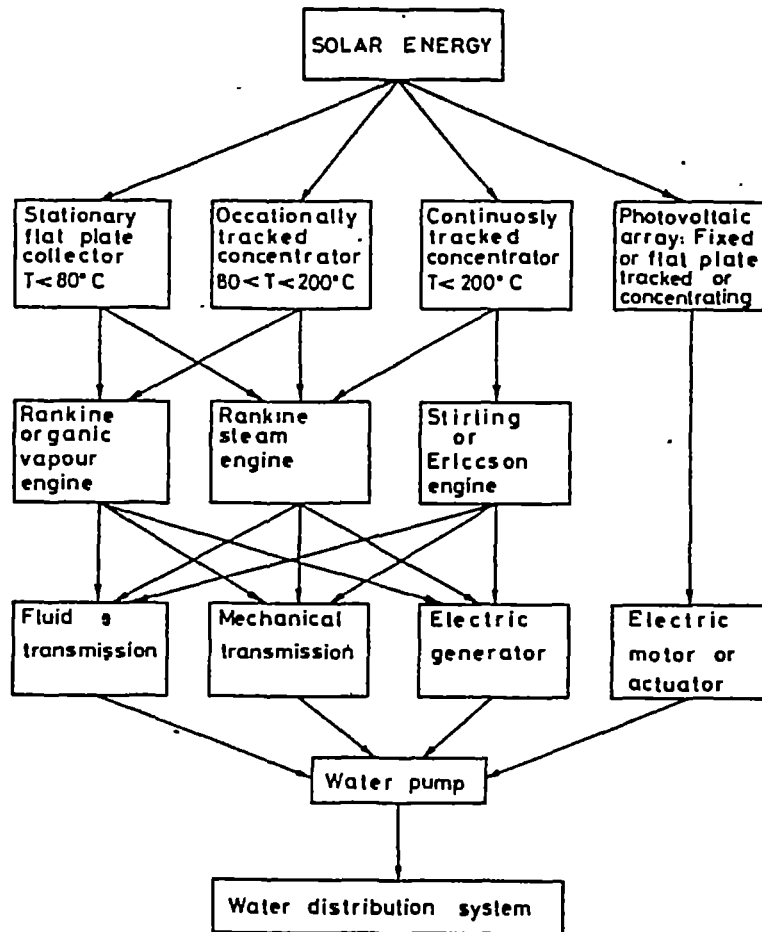 SOLAR ENERGY
Stationary
flat plate
collector
T<80°C
Occationally
tracked
concentrator
80<T<200°C
Continuosly
tracked
concentrator
T<200°C
Photovoltaic
array: Fixed
or flat plate
tracked or
concentrating
Rankine
organic
vapour
engine
Rankine
steam
engine
Stirling
or
Ericcson
engine
Fluid
transmission
Mechanical
transmission
Electric
generator
Electric
motor or
actuator
Water pump
Water distribution system